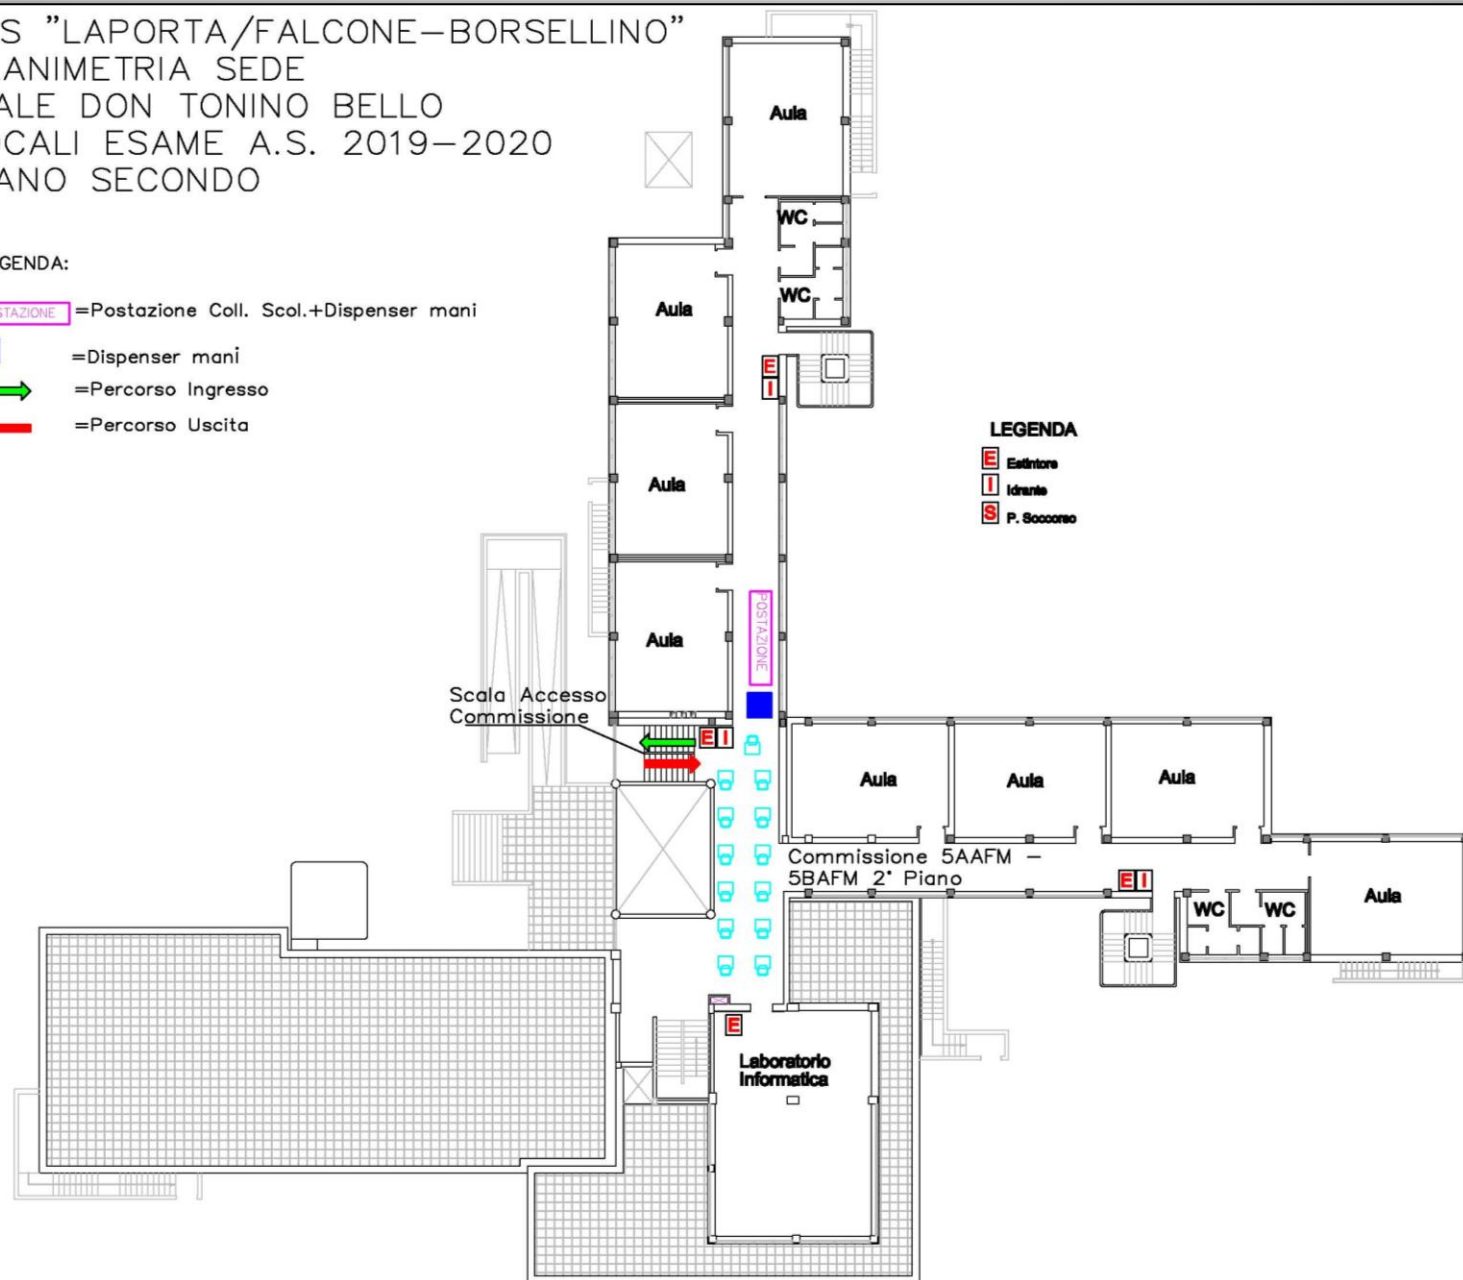 S "LAPORTA/FALCONE-BORSELLINO"
ANIMETRIA SEDE
ALE DON TONINO BELLO
CALI ESAME A.S. 2019-2020
ANO SECONDO
GENDA:
STAZIONE =Postazione Coll. Scol.+Dispenser mani
=Dispenser mani
=Percorso Ingresso
=Percorso Uscita
Aula
WC
WC
Aula
E
I
Aula
LEGENDA
E Estintore
I Idrante
S P. Soccorso
Aula
POSTAZIONE
Scala Accesso
Commissione
E I
Aula
Aula
Aula
Commissione 5AAFM -
5BAFM 2° Piano
E I
WC
WC
Aula
E
Laboratorio
Informatica